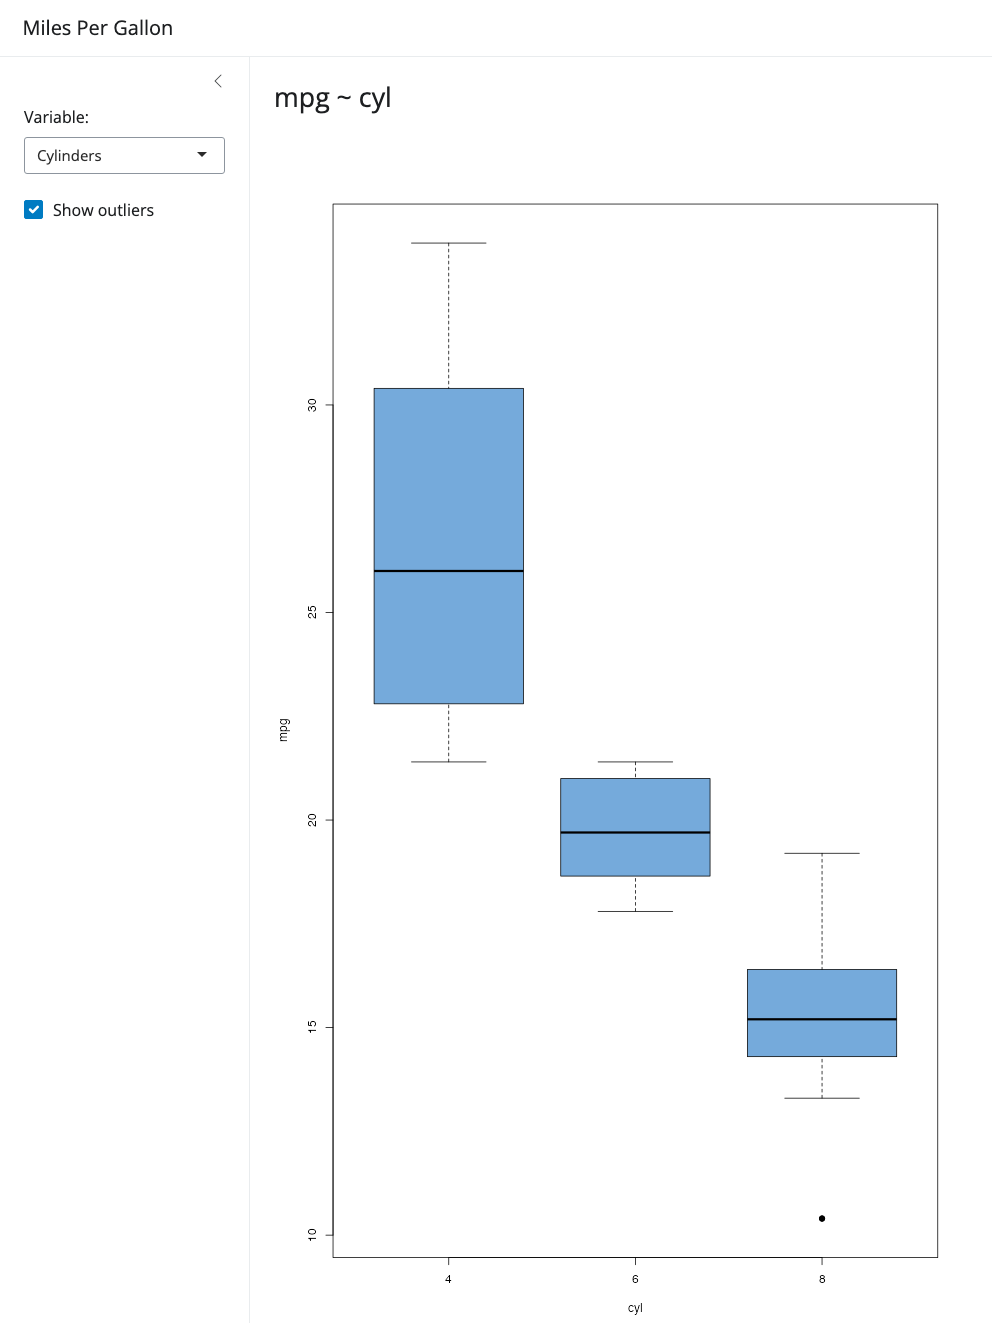 Miles Per Gallon
Variable:
Cylinders
Show outliers
mpg ~ cyl
30
25
20
15
10
mpg
4
6
8
cyl